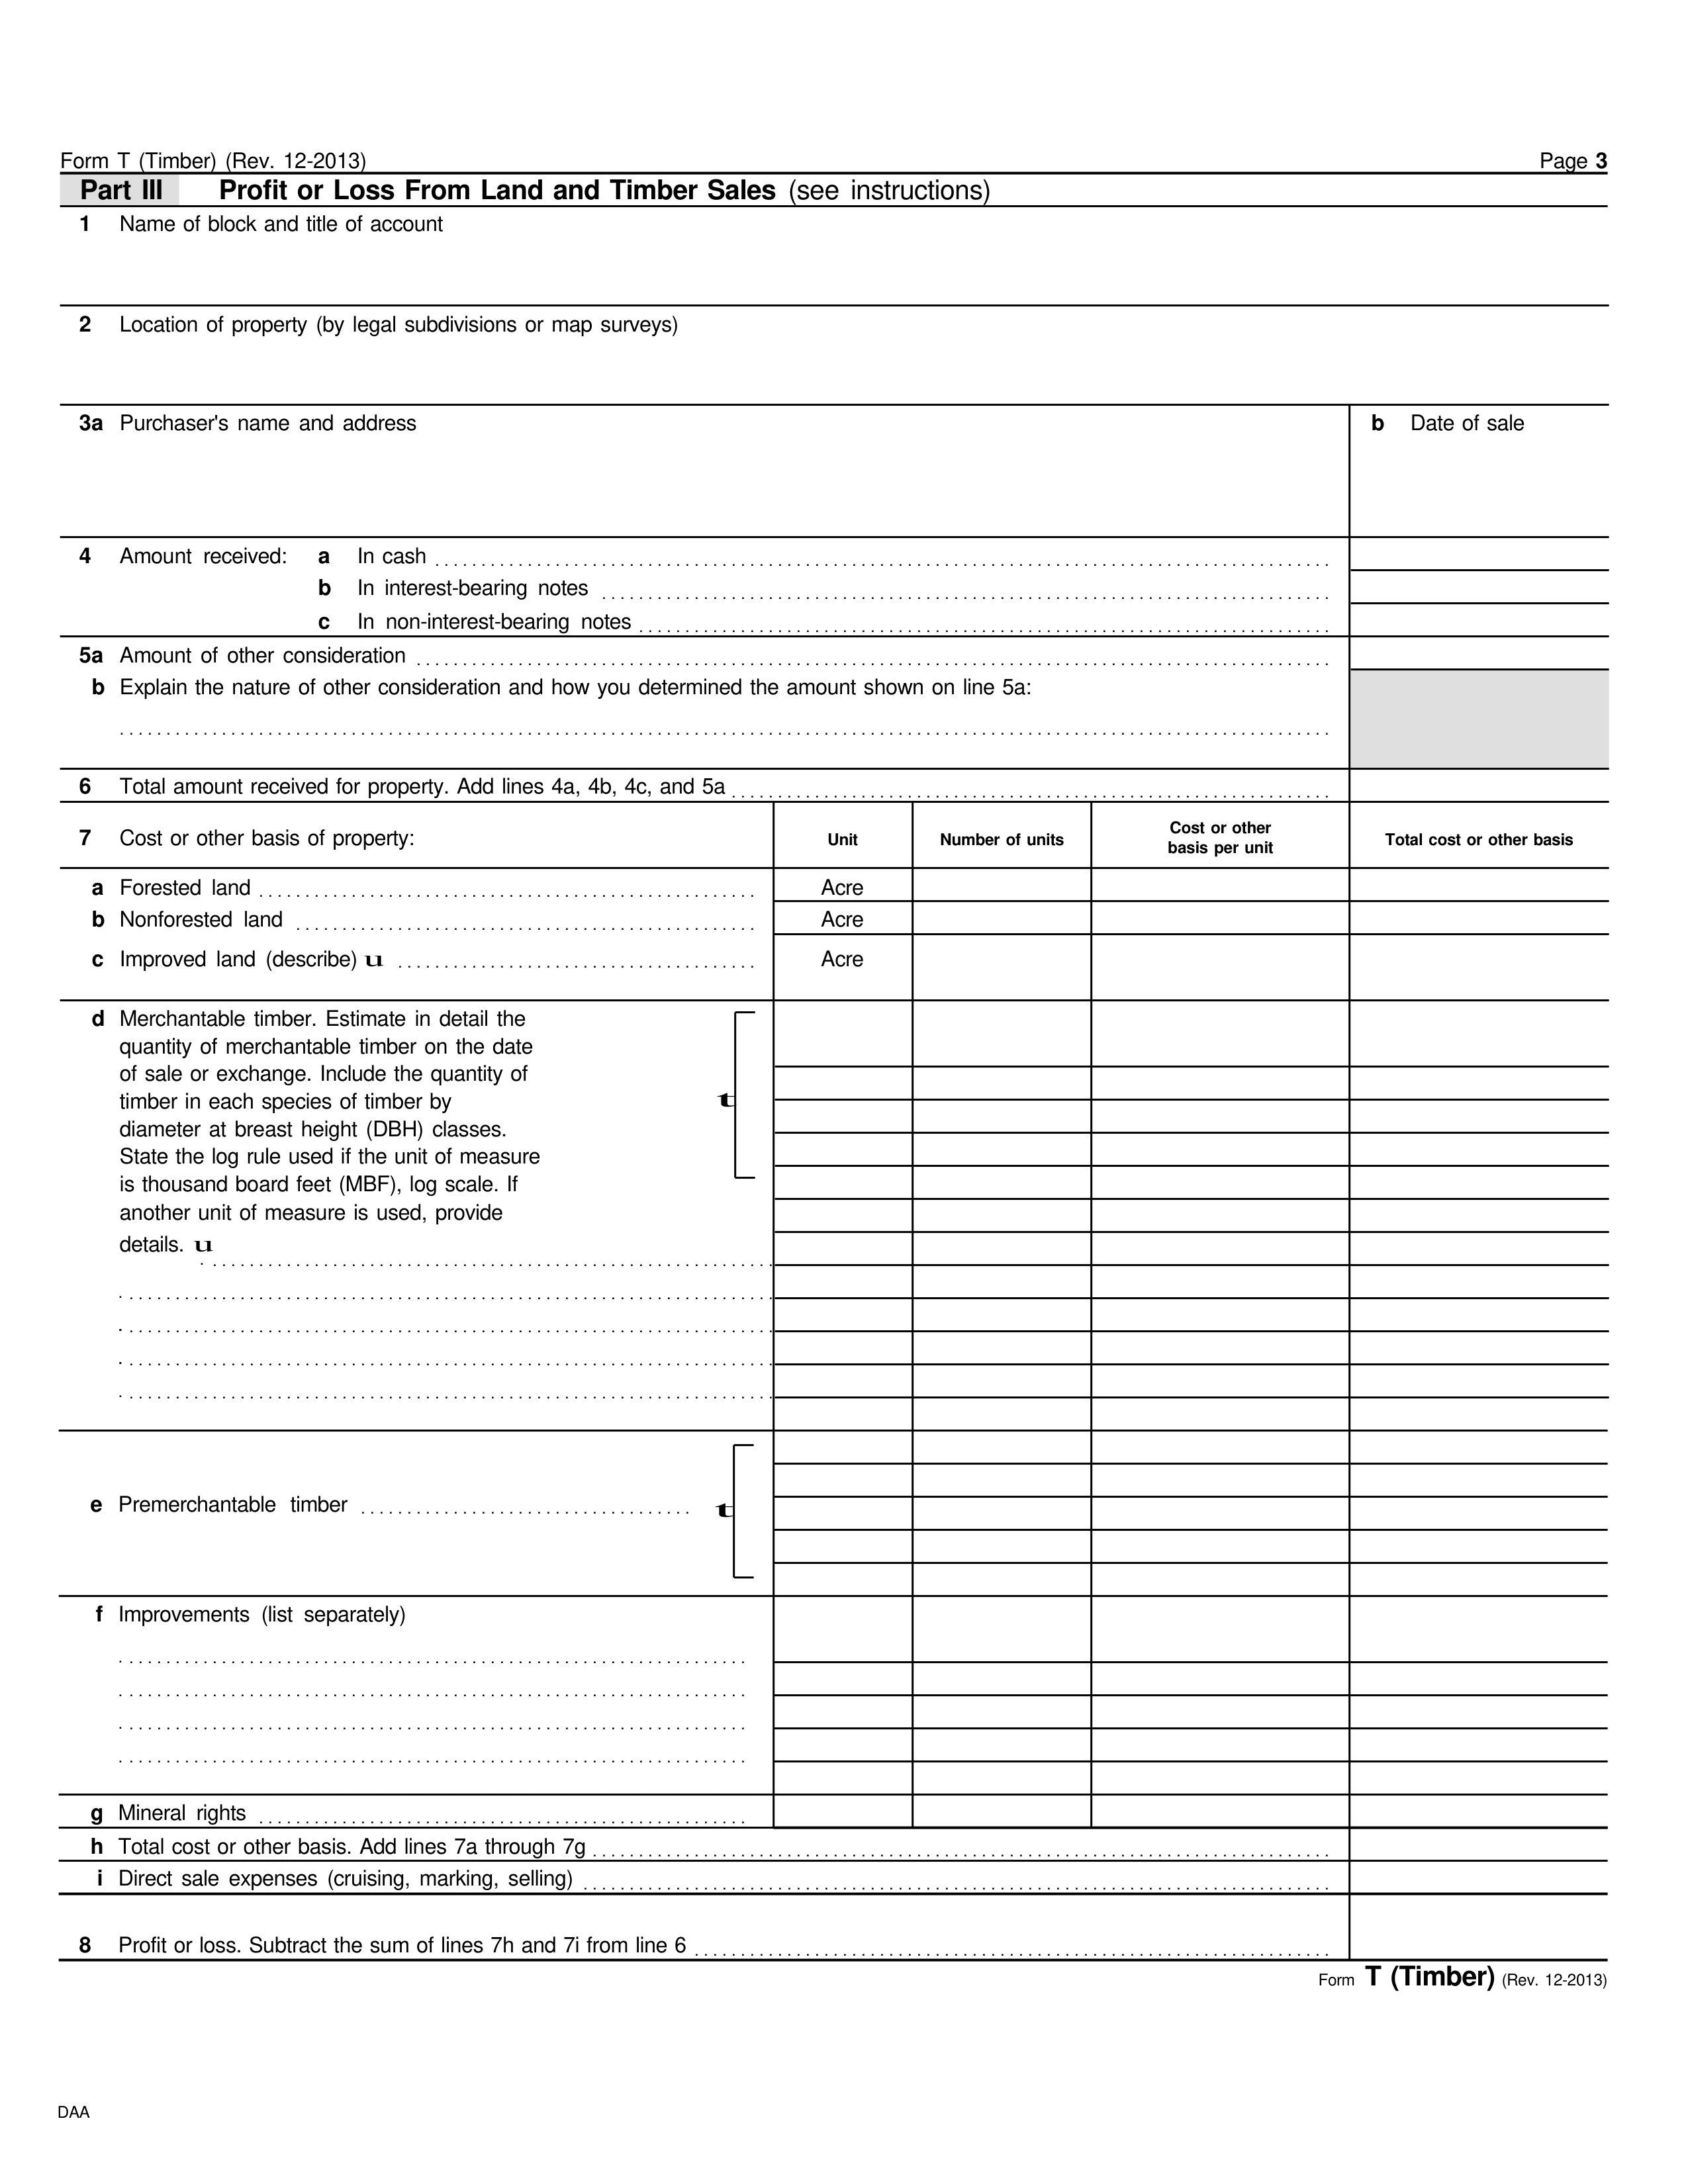 Form T (Timber) (Rev. 12-2013) Page 3
Part III Profit or Loss From Land and Timber Sales (see instructions)
1 Name of block and title of account
2 Location of property (by legal subdivisions or map surveys)
3a Purchaser's name and address b Date of sale
4 Amount received: a In cash
b In interest-bearing notes
c In non-interest-bearing notes
5a Amount of other consideration
b Explain the nature of other consideration and how you determined the amount shown on line 5a:
6 Total amount received for property. Add lines 4a, 4b, 4c, and 5a
7 Cost or other basis of property: Unit Number of units Cost or other basis per unit Total cost or other basis
a Forested land Acre
b Nonforested land Acre
c Improved land (describe) u Acre
d Merchantable timber. Estimate in detail the
quantity of merchantable timber on the date
of sale or exchange. Include the quantity of
timber in each species of timber by
t
diameter at breast height (DBH) classes.
State the log rule used if the unit of measure
is thousand board feet (MBF), log scale. If
another unit of measure is used, provide
details. u
e Premerchantable timber t
f Improvements (list separately)
g Mineral rights
h Total cost or other basis. Add lines 7a through 7g
i Direct sale expenses (cruising, marking, selling)
8 Profit or loss. Subtract the sum of lines 7h and 7i from line 6
Form T (Timber) (Rev. 12-2013)
DAA